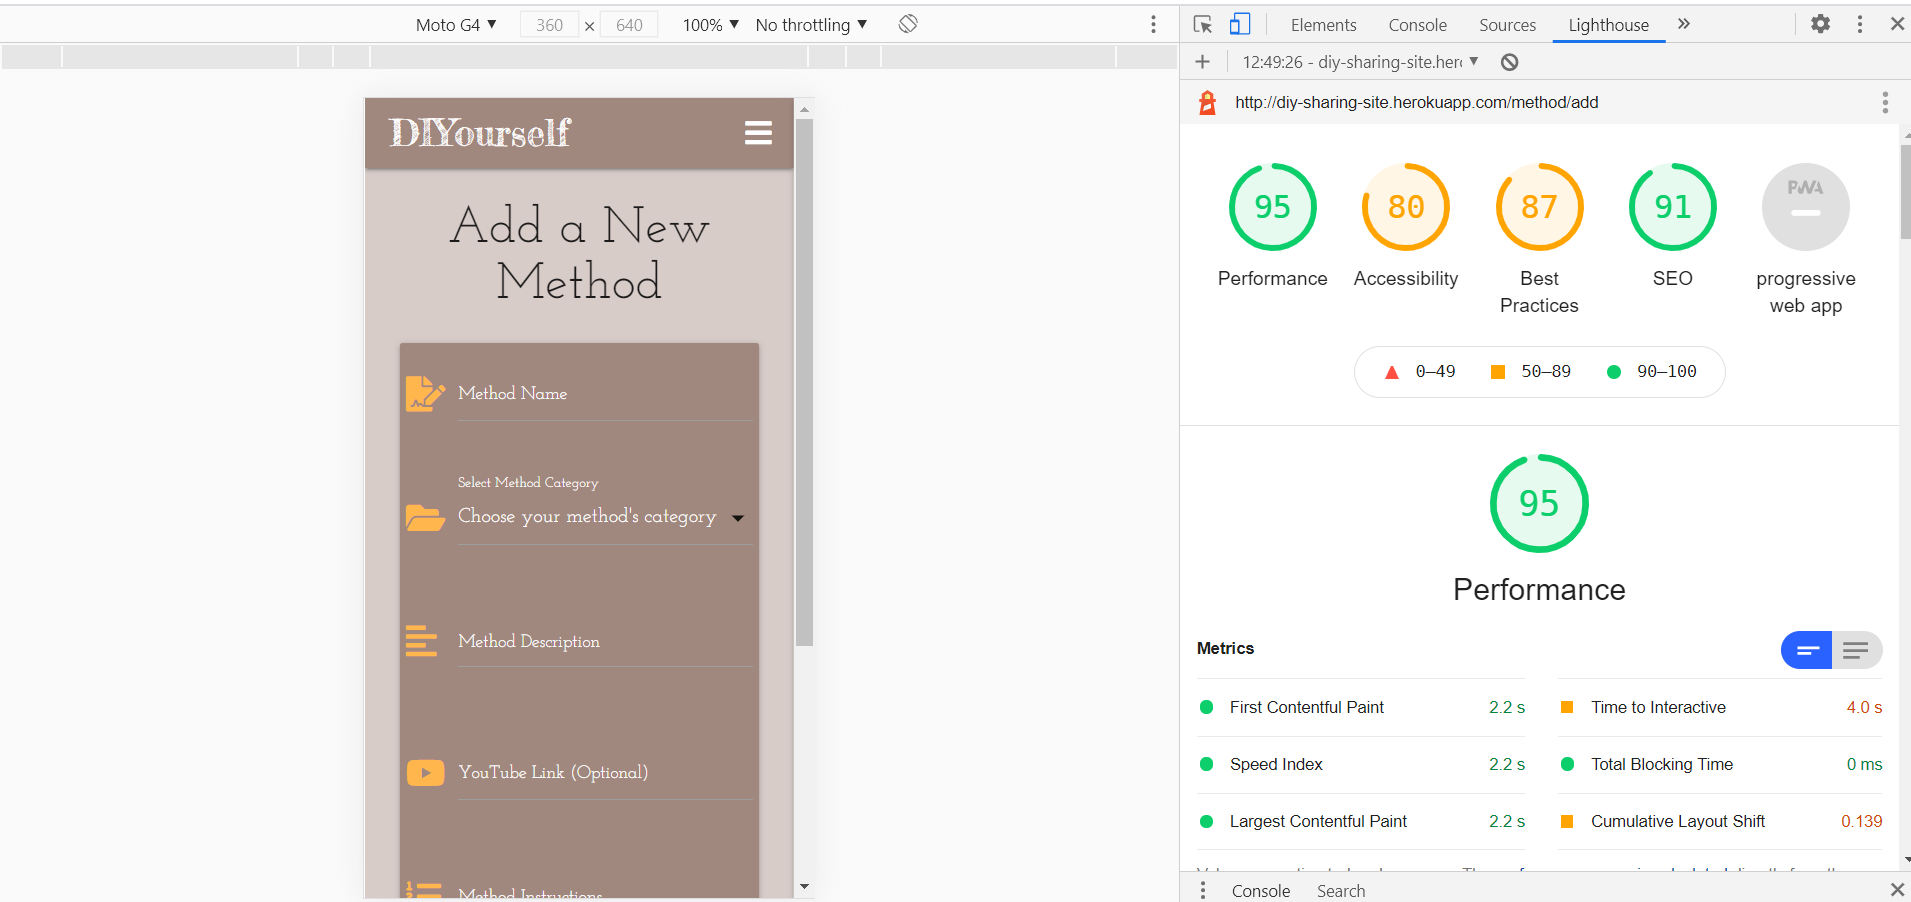 Moto G4 ▼ 360 × 640 100% ▼ No throttling ▼
DIYourself
Add a New
Method
Method Name
Select Method Category
Choose your method's category
Method Description
YouTube Link (Optional)
Method Instructions
Elements Console Sources Lighthouse »
12:49:26 - diy-sharing-site.her
http://diy-sharing-site.herokuapp.com/method/add
95 80 87 91 PWA
Performance Accessibility Best Practices SEO progressive web app
0–49 50–89 90–100
95
Performance
Metrics
First Contentful Paint 2.2 s
Time to Interactive 4.0 s
Speed Index 2.2 s
Total Blocking Time 0 ms
Largest Contentful Paint 2.2 s
Cumulative Layout Shift 0.139
Console Search